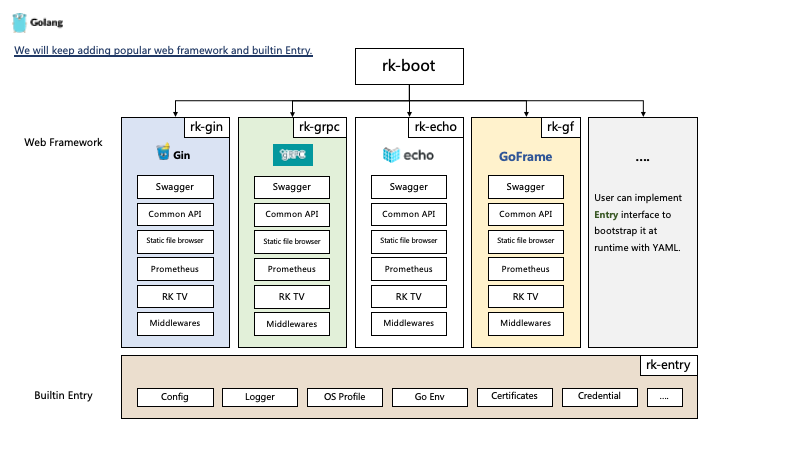 Golang
We will keep adding popular web framework and builtin Entry.
rk-boot
Web Framework
rk-gin
Gin
Swagger
Common API
Static file browser
Prometheus
RK TV
Middlewares
rk-grpc
gRPC
Swagger
Common API
Static file browser
Prometheus
RK TV
Middlewares
rk-echo
echo
Swagger
Common API
Static file browser
Prometheus
RK TV
Middlewares
rk-gf
GoFrame
Swagger
Common API
Static file browser
Prometheus
RK TV
Middlewares
....
User can implement
Entry interface to
bootstrap it at
runtime with YAML.
Builtin Entry
rk-entry
Config
Logger
OS Profile
Go Env
Certificates
Credential
....